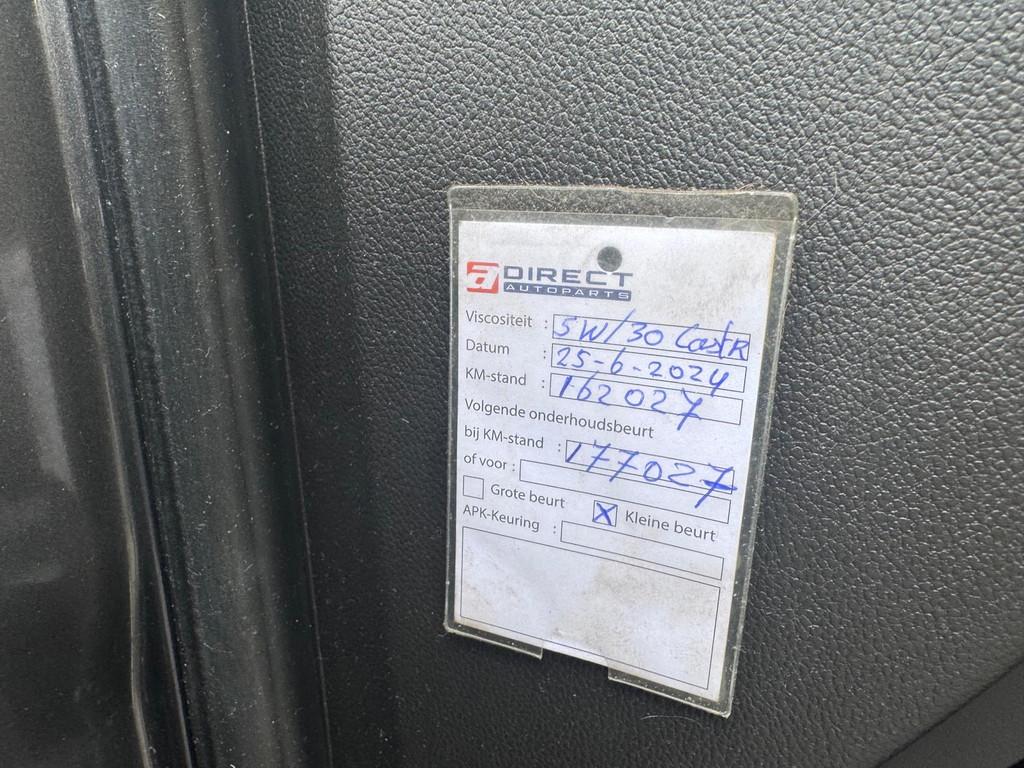 a DIRECT
AUTOPARTS
Viscositeit : 5W/30 CastR
Datum : 25-6-2024
KM-stand : 162027
Volgende onderhoudsbeurt
bij KM-stand : 177027
of voor :
Grote beurt X Kleine beurt
APK-Keuring :